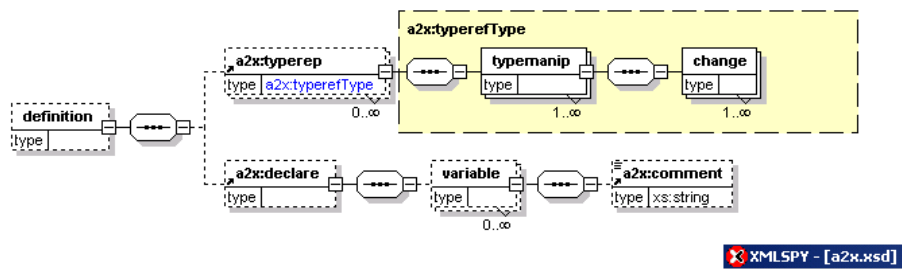 a2x:typerefType
a2x:typerep
type a2x:typerefType
0..∞
typemanip
type
1..∞
change
type
1..∞
definition
type
a2x:declare
type
variable
type
0..∞
a2x:comment
type xs:string
XMLSPY - [a2x.xsd]